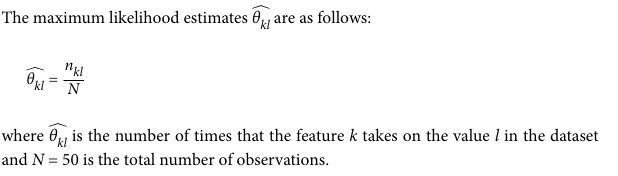 The maximum likelihood estimates $\widehat{\theta_{kl}}$ are as follows:
$\widehat{\theta_{kl}} = \frac{n_{kl}}{N}$
where $\widehat{\theta_{kl}}$ is the number of times that the feature k takes on the value l in the dataset
and N = 50 is the total number of observations.